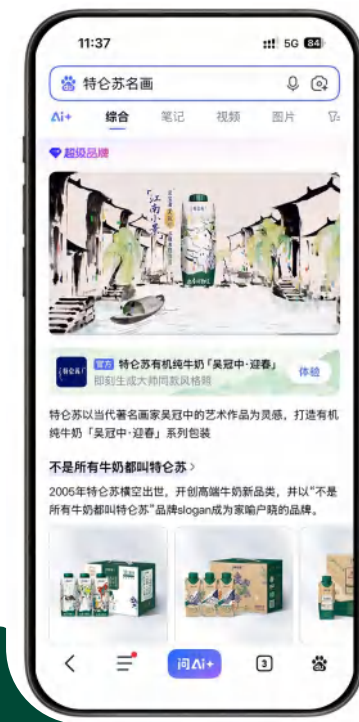 11:37
5G 84
特仑苏名画
Ai+ 综合 笔记 视频 图片
超级品牌
江南小景
特仑苏
官方 特仑苏有机纯牛奶「吴冠中·迎春」
即刻生成大师同款风格照
体验
特仑苏以当代著名画家吴冠中的艺术作品为灵感，打造有机
纯牛奶「吴冠中·迎春」系列包装
不是所有牛奶都叫特仑苏>
2005年特仑苏横空出世，开创高端牛奶新品类，并以“不是
所有牛奶都叫特仑苏”品牌slogan成为家喻户晓的品牌。
问Ai+
3